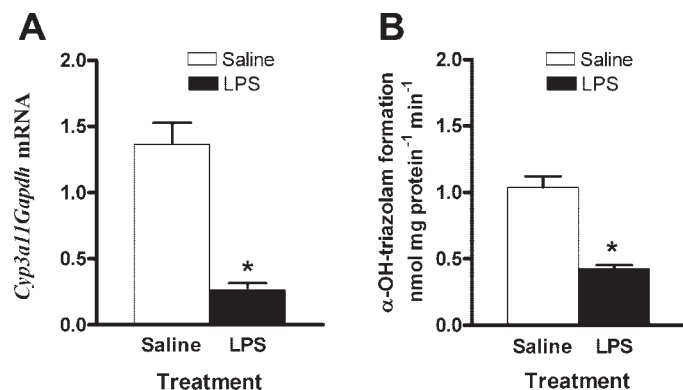 A
Saline
LPS
2.0
1.5
1.0
0.5
0.0
Cyp3a11Gapdh mRNA
*
Saline LPS
Treatment
B
Saline
LPS
2.0
1.5
1.0
0.5
0.0
α-OH-triazolam formation
nmol mg protein⁻¹ min⁻¹
*
Saline LPS
Treatment